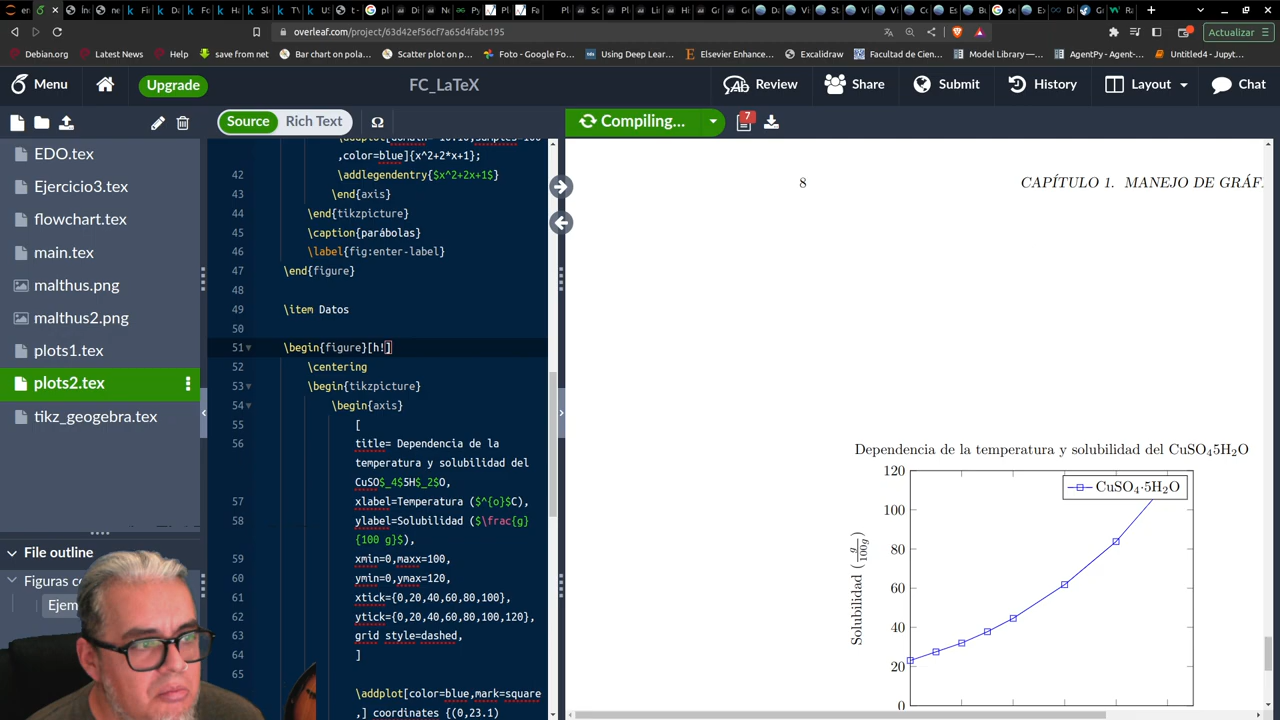 overleaf.com/project/63d42ef56cf7a65d4fabc195
Actualizar
Debian.org
Latest News
Help
save from net
Bar chart on polar...
Scatter plot on p...
Foto - Google Fo...
Using Deep Lear...
Elsevier Enhance...
Excalidraw
Facultad de Cien...
Model Library —...
AgentPy - Agent-...
Untitled4 - Jupyt...
Menu
Upgrade
FC_LaTeX
Review
Share
Submit
History
Layout
Chat
Source
Rich Text
Ω
Compiling...
7
EDO.tex
Ejercicio3.tex
flowchart.tex
main.tex
malthus.png
malthus2.png
plots1.tex
plots2.tex
tikz_geogebra.tex
File outline
Figuras co
Ejem
,color=blue]{x^2+2*x+1};
42 \addlegendentry{$x^2+2x+1$}
43 \end{axis}
44 \end{tikzpicture}
45 \caption{parábolas}
46 \label{fig:enter-label}
47 \end{figure}
48
49 \item Datos
50
51 \begin{figure}[h!]
52 \centering
53 \begin{tikzpicture}
54 \begin{axis}
55 [
56 title= Dependencia de la
temperatura y solubilidad del
CuSO$_4$5H$_2$O,
57 xlabel=Temperatura ($^{o}$C),
58 ylabel=Solubilidad ($\frac{g}
{100 g}$),
59 xmin=0,maxx=100,
60 ymin=0,ymax=120,
61 xtick={0,20,40,60,80,100},
62 ytick={0,20,40,60,80,100,120},
63 grid style=dashed,
64 ]
65
\addplot[color=blue,mark=square
,] coordinates {(0,23.1)
8
CAPÍTULO 1. MANEJO DE GRÁF
Dependencia de la temperatura y solubilidad del CuSO₄5H₂O
CuSO₄·5H₂O
120
100
80
60
40
20
0
Solubilidad (g/100g)